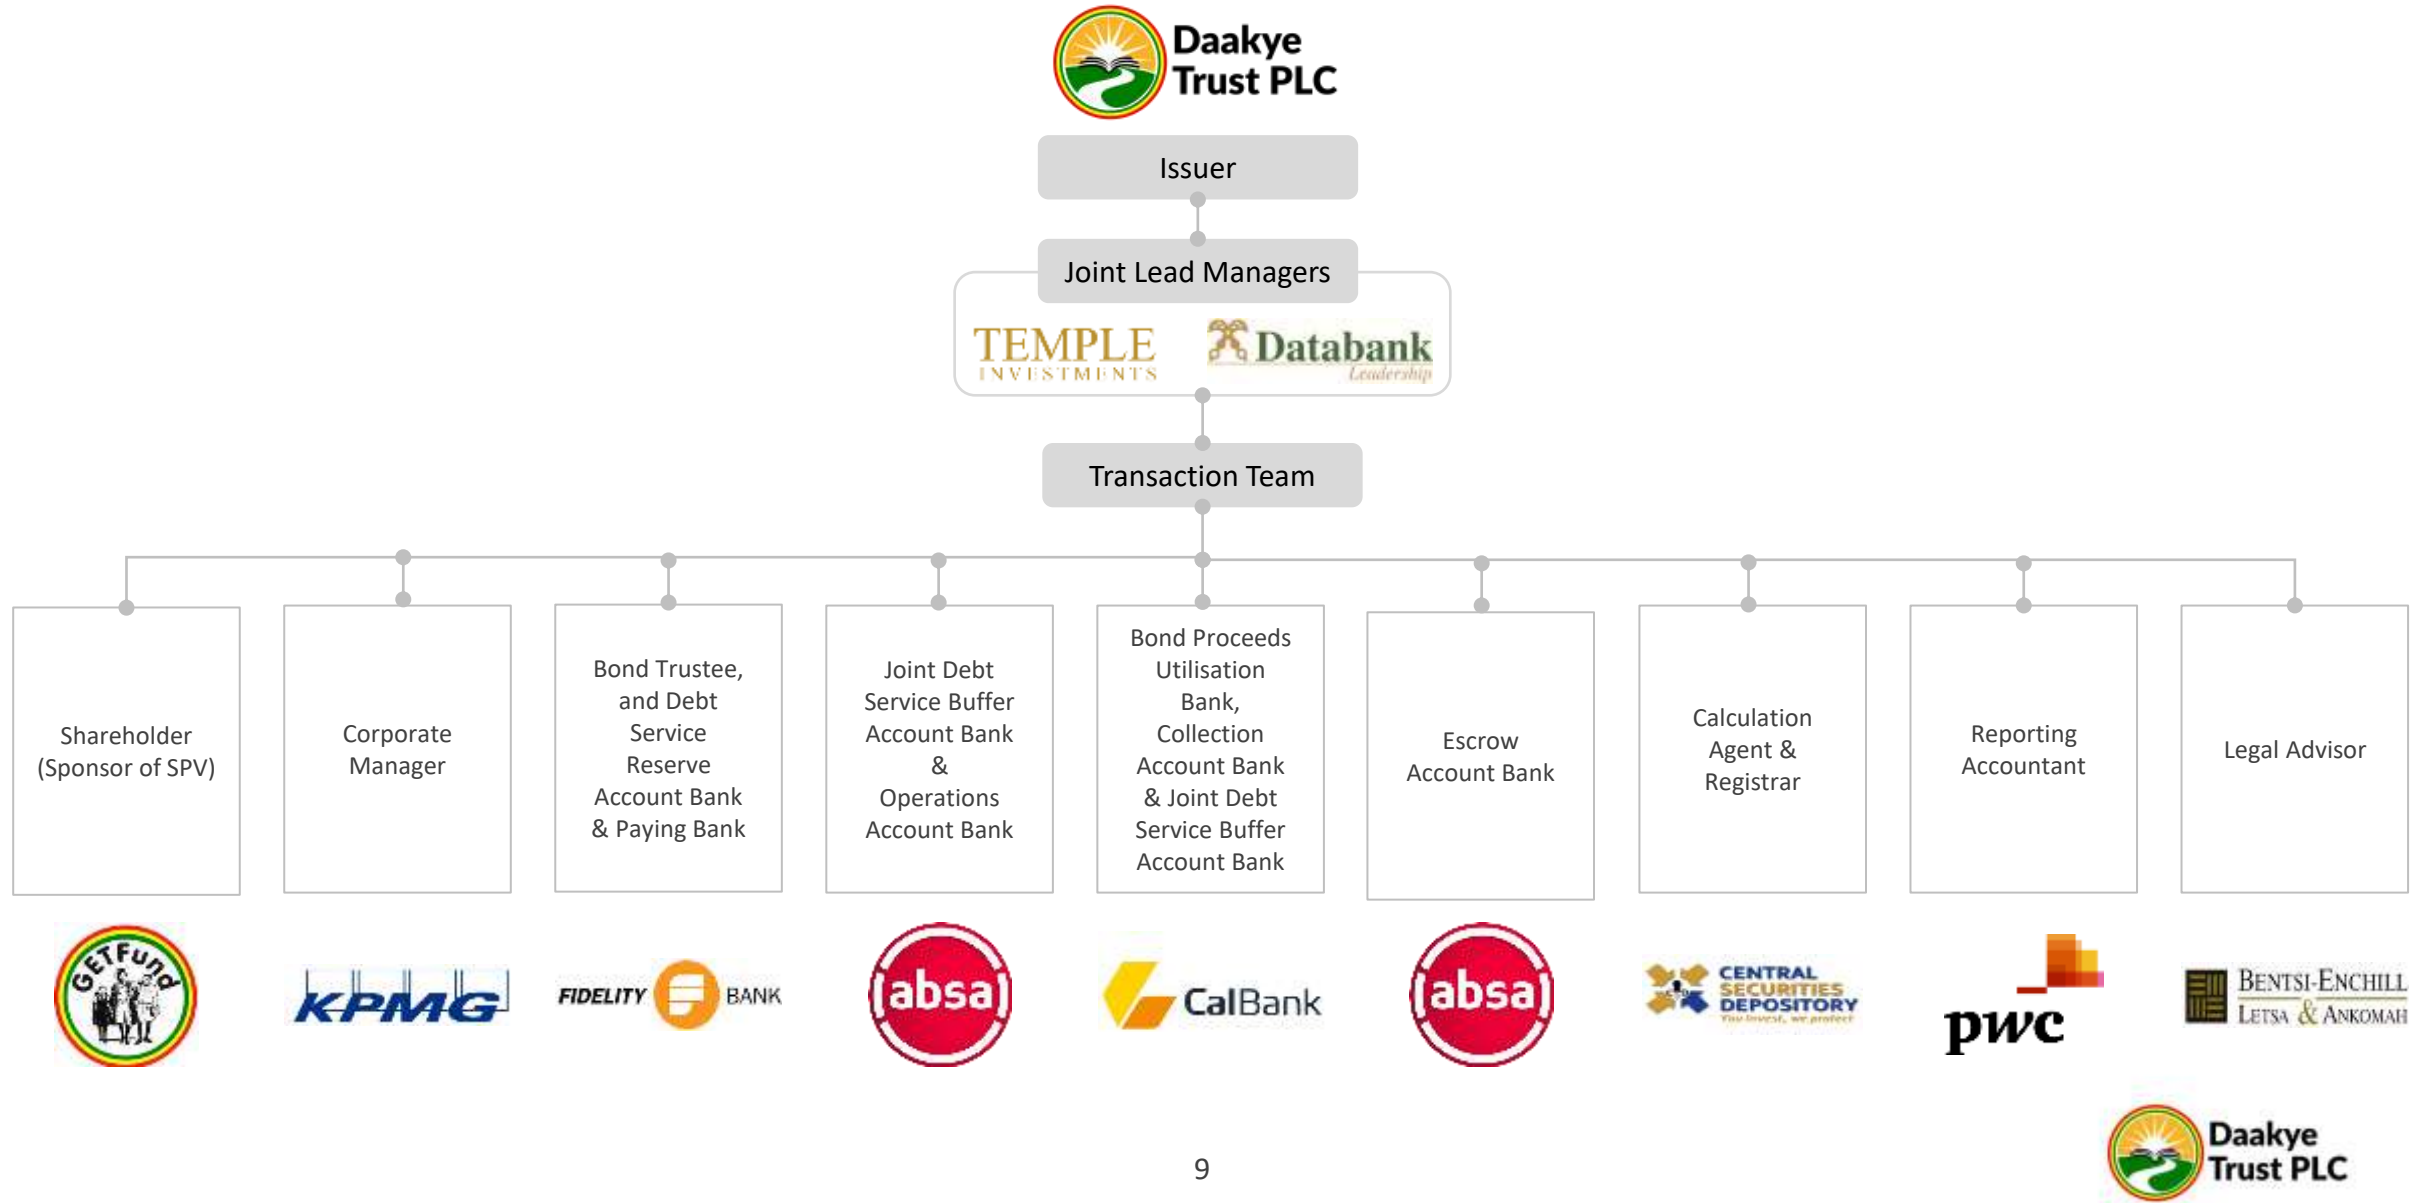 Daakye
Trust PLC
Issuer
Joint Lead Managers
TEMPLE
INVESTMENTS
Databank
Leadership
Transaction Team
Shareholder
(Sponsor of SPV)
Corporate
Manager
Bond Trustee,
and Debt
Service
Reserve
Account Bank
& Paying Bank
Joint Debt
Service Buffer
Account Bank
&
Operations
Account Bank
Bond Proceeds
Utilisation
Bank,
Collection
Account Bank
& Joint Debt
Service Buffer
Account Bank
Escrow
Account Bank
Calculation
Agent &
Registrar
Reporting
Accountant
Legal Advisor
GETFund
KPMG
FIDELITY BANK
absa
CalBank
absa
CENTRAL
SECURITIES
DEPOSITORY
You invest, we protect
pwc
BENTSI-ENCHILL
LETSA & ANKOMAH
9
Daakye
Trust PLC